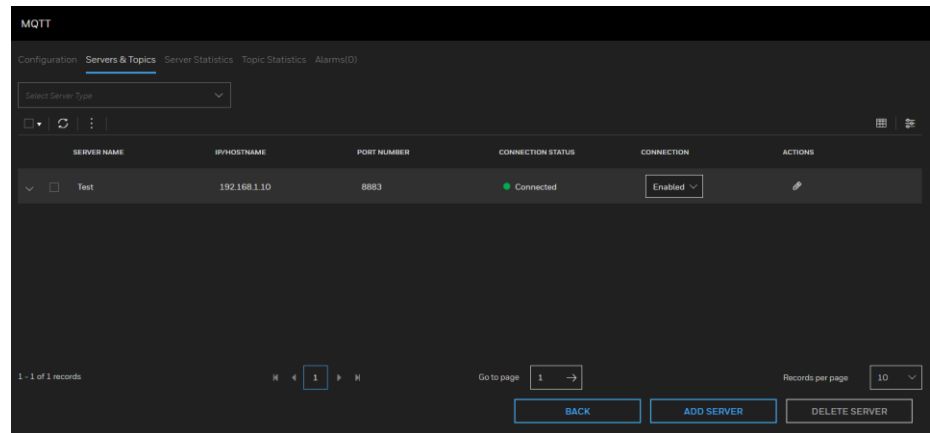 MQTT
Configuration Servers & Topics Server Statistics Topic Statistics Alarms(0)
Select Server Type
SERVER NAME IP/HOSTNAME PORT NUMBER CONNECTION STATUS CONNECTION ACTIONS
Test 192.168.1.10 8883 Connected Enabled
1 - 1 of 1 records 1 Go to page 1 Records per page 10
BACK ADD SERVER DELETE SERVER